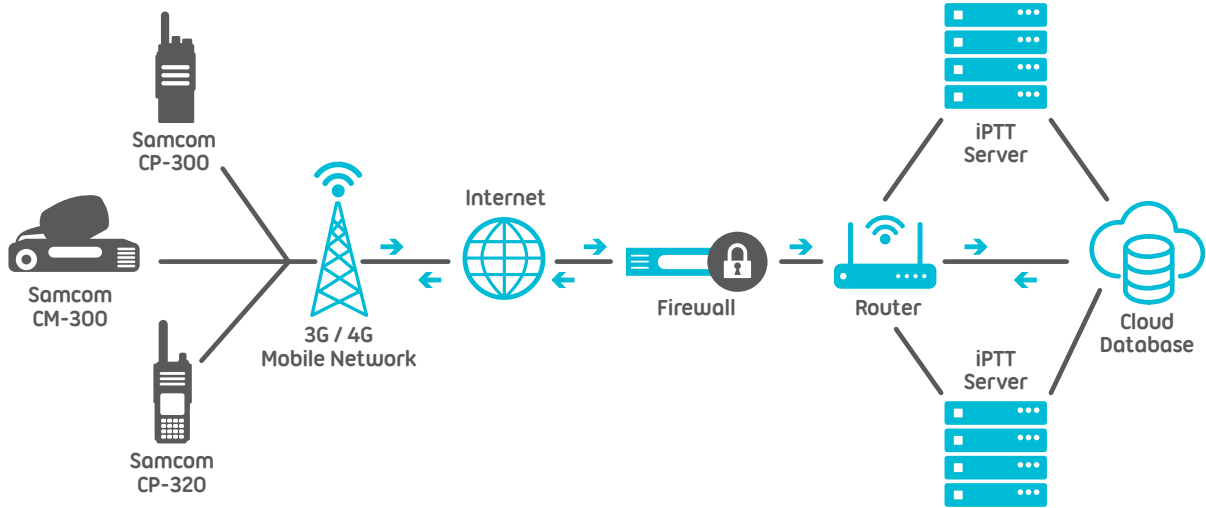 Samcom
CP-300
Samcom
CM-300
Samcom
CP-320
3G / 4G
Mobile Network
Internet
Firewall
Router
iPTT
Server
iPTT
Server
Cloud
Database